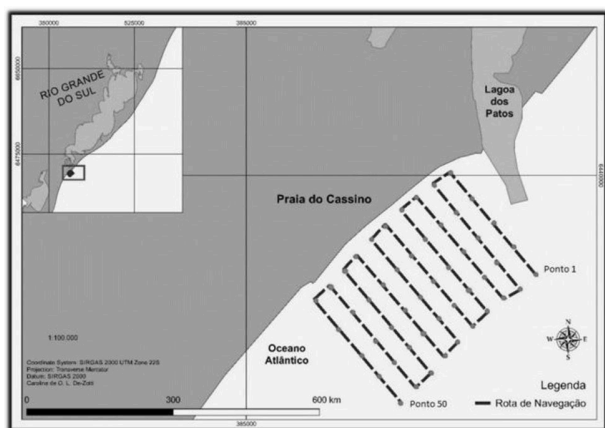 380000
525000
385000
6650000
RIO GRANDE
DO SUL
6475000
Lagoa
dos
Patos
6440000
Praia do Cassino
Ponto 1
1:100.000
Oceano
Atlântico
N
W
E
S
Coordinate System: SIRGAS 2000 UTM Zone 22S
Projection: Transverse Mercator
Datum: SIRGAS 2000
Carolina de O. L. De-Zotti
Legenda
0
300
600 km
Ponto 50
Rota de Navegação
385000